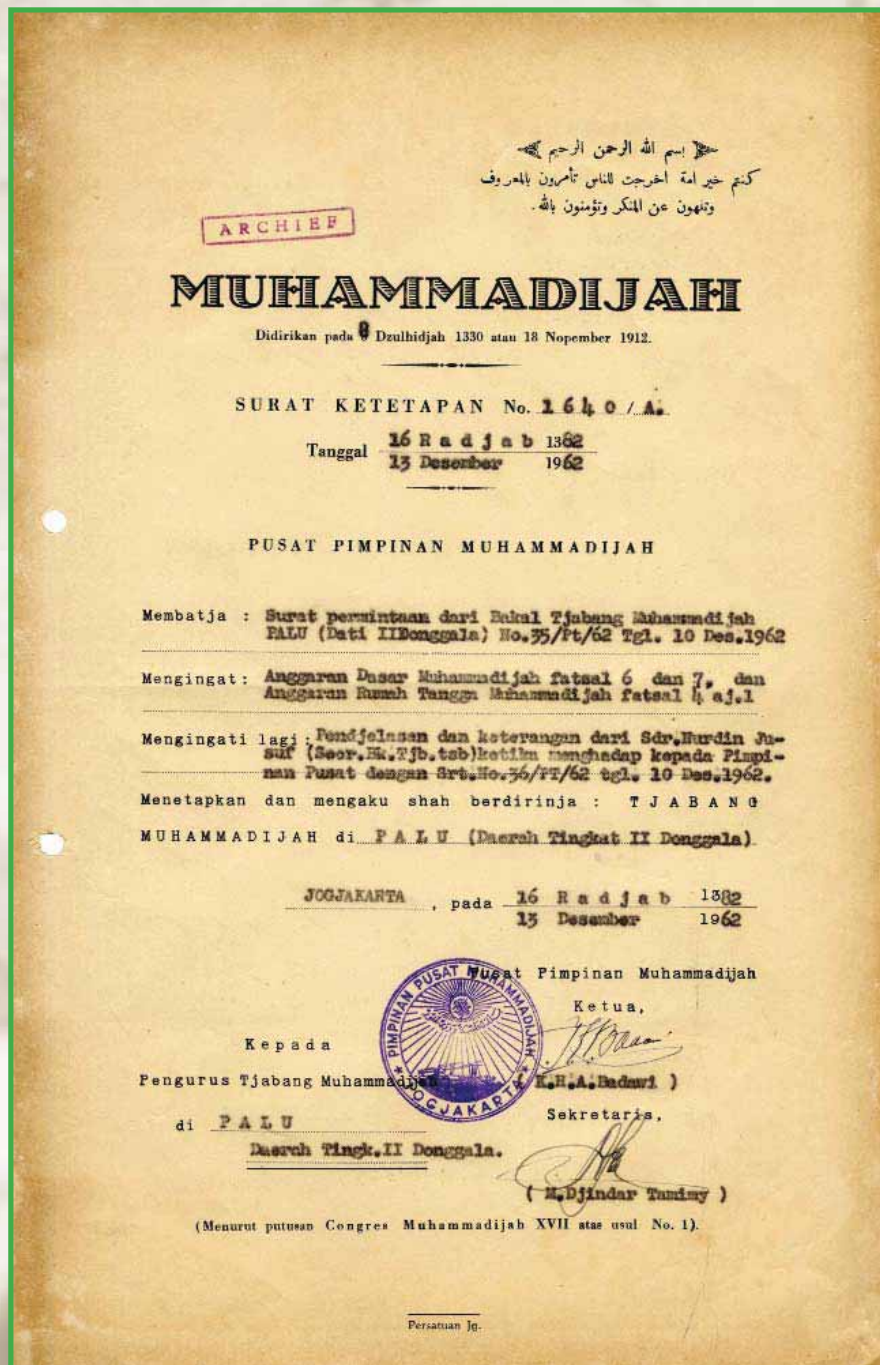 بسم الله الرحمن الرحيم
كنتم خير امة اخرجت للناس تأمرون بالمعروف
وتنهون عن المنكر وتؤمنون بالله.
ARCHIEF
MUHAMMADIJAH
Didirikan pada 8 Dzulhidjah 1330 atau 18 Nopember 1912.
SURAT KETETAPAN No. 1640/A.
Tanggal 16 Radjab 1382
13 Desember 1962
PUSAT PIMPINAN MUHAMMADIJAH
Membatja : Surat permintaan dari Bakal Tjabang Muhammadijah
PALU (Dati IIDonggala) No.35/Pt/62 Tgl. 10 Des.1962
Mengingat: Anggaran Dasar Muhammadijah fatsal 6 dan 7. dan
Anggaran Rumah Tangga Muhammadijah fatsal 4 aj.1
Mengingati lagi : Pendjelasan dan keterangan dari Sdr.Nurdin Ju-
suf (Secr.Bk.Tjb.tsb)ketika menghadap kepada Pimpi-
nan Pusat dengan Srt.No.36/PT/62 tgl. 10 Des.1962.
Menetapkan dan mengaku shah berdirinja : TJABANG
MUHAMMADIJAH di PALU (Daerah Tingkat II Donggala)
JOGJAKARTA , pada 16 Radjab 1382
13 Desember 1962
Pusat Pimpinan Muhammadijah
Ketua,
PIMPINAN PUSAT MUHAMMADIJAH
JOGJAKARTA
Kepada
Pengurus Tjabang Muhammadijah
( K.H.A.Badawi )
di PALU
Sekretaris,
Daerah Tingk.II Donggala.
( M.Djindar Tamimy )
(Menurut putusan Congres Muhammadijah XVII atas usul No. 1).
Persatuan Jg.